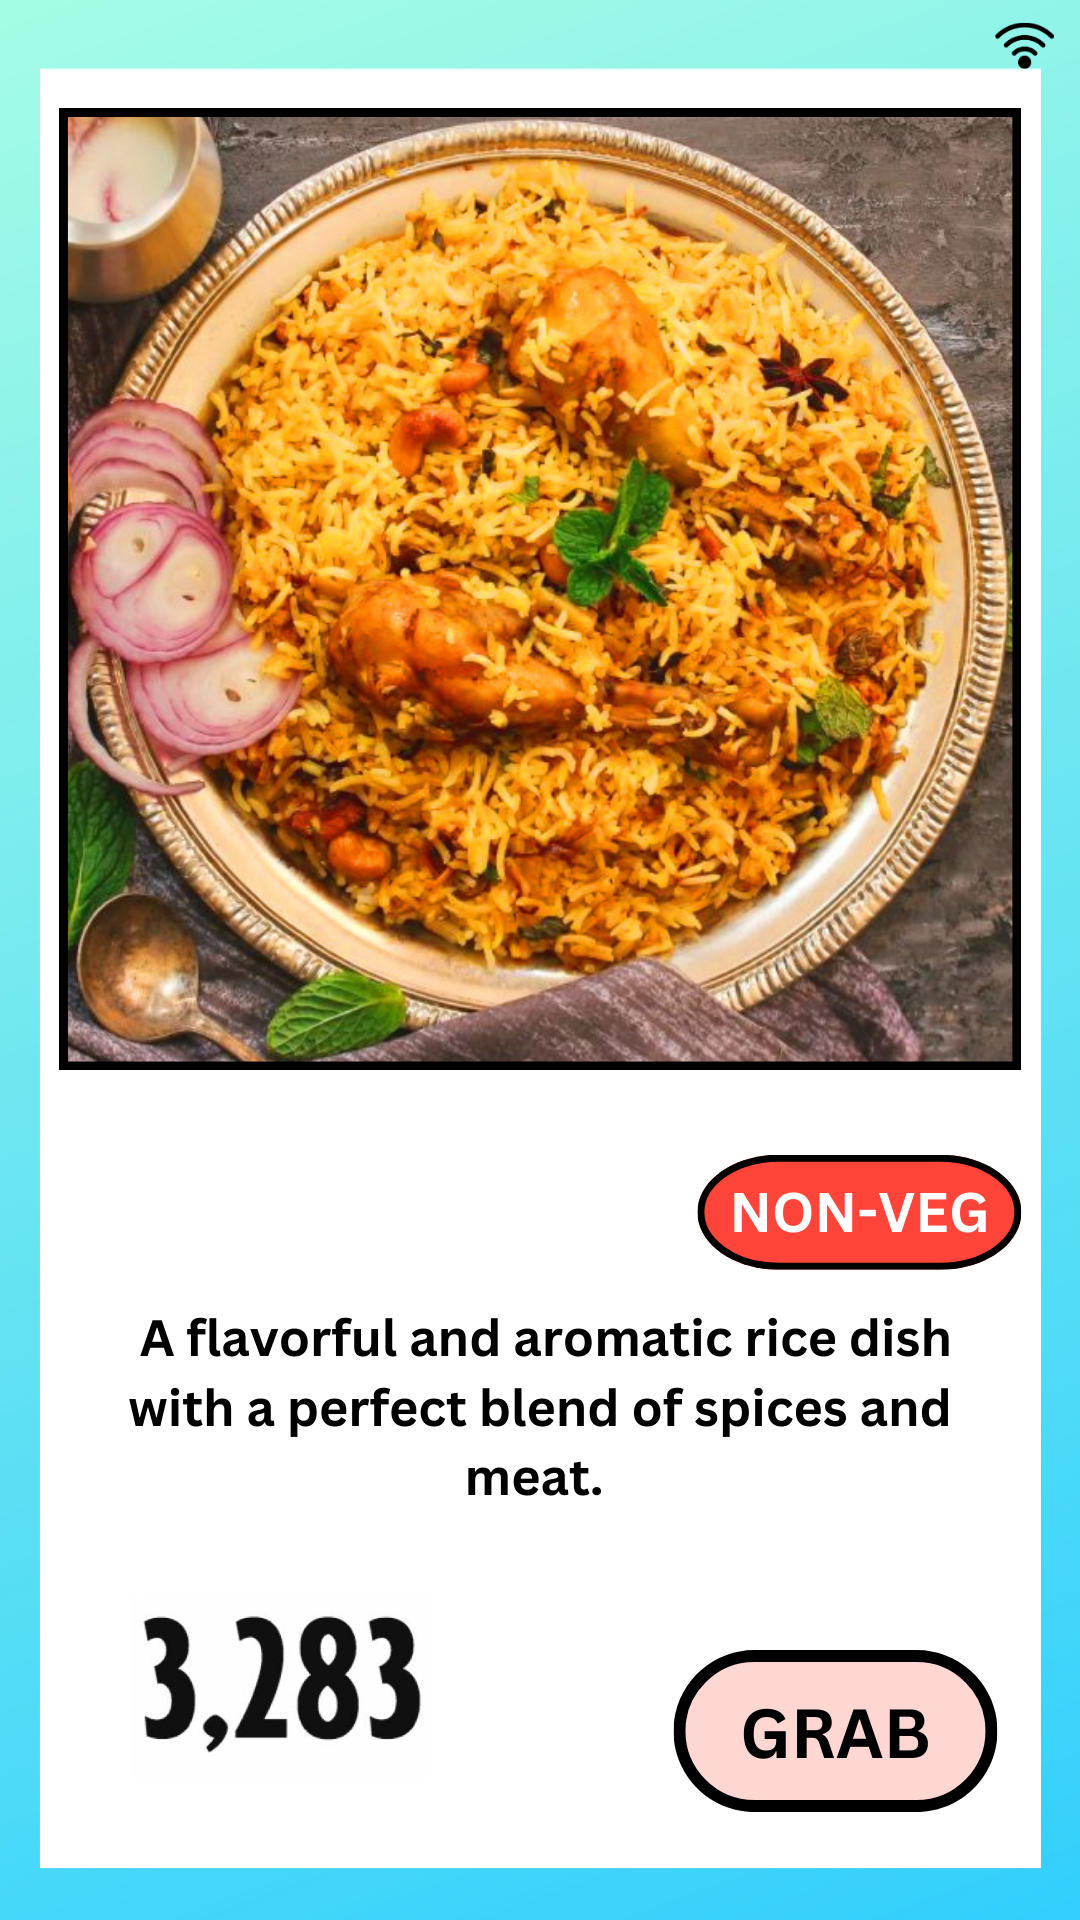 NON-VEG
A flavorful and aromatic rice dish
with a perfect blend of spices and
meat.
3,283
GRAB